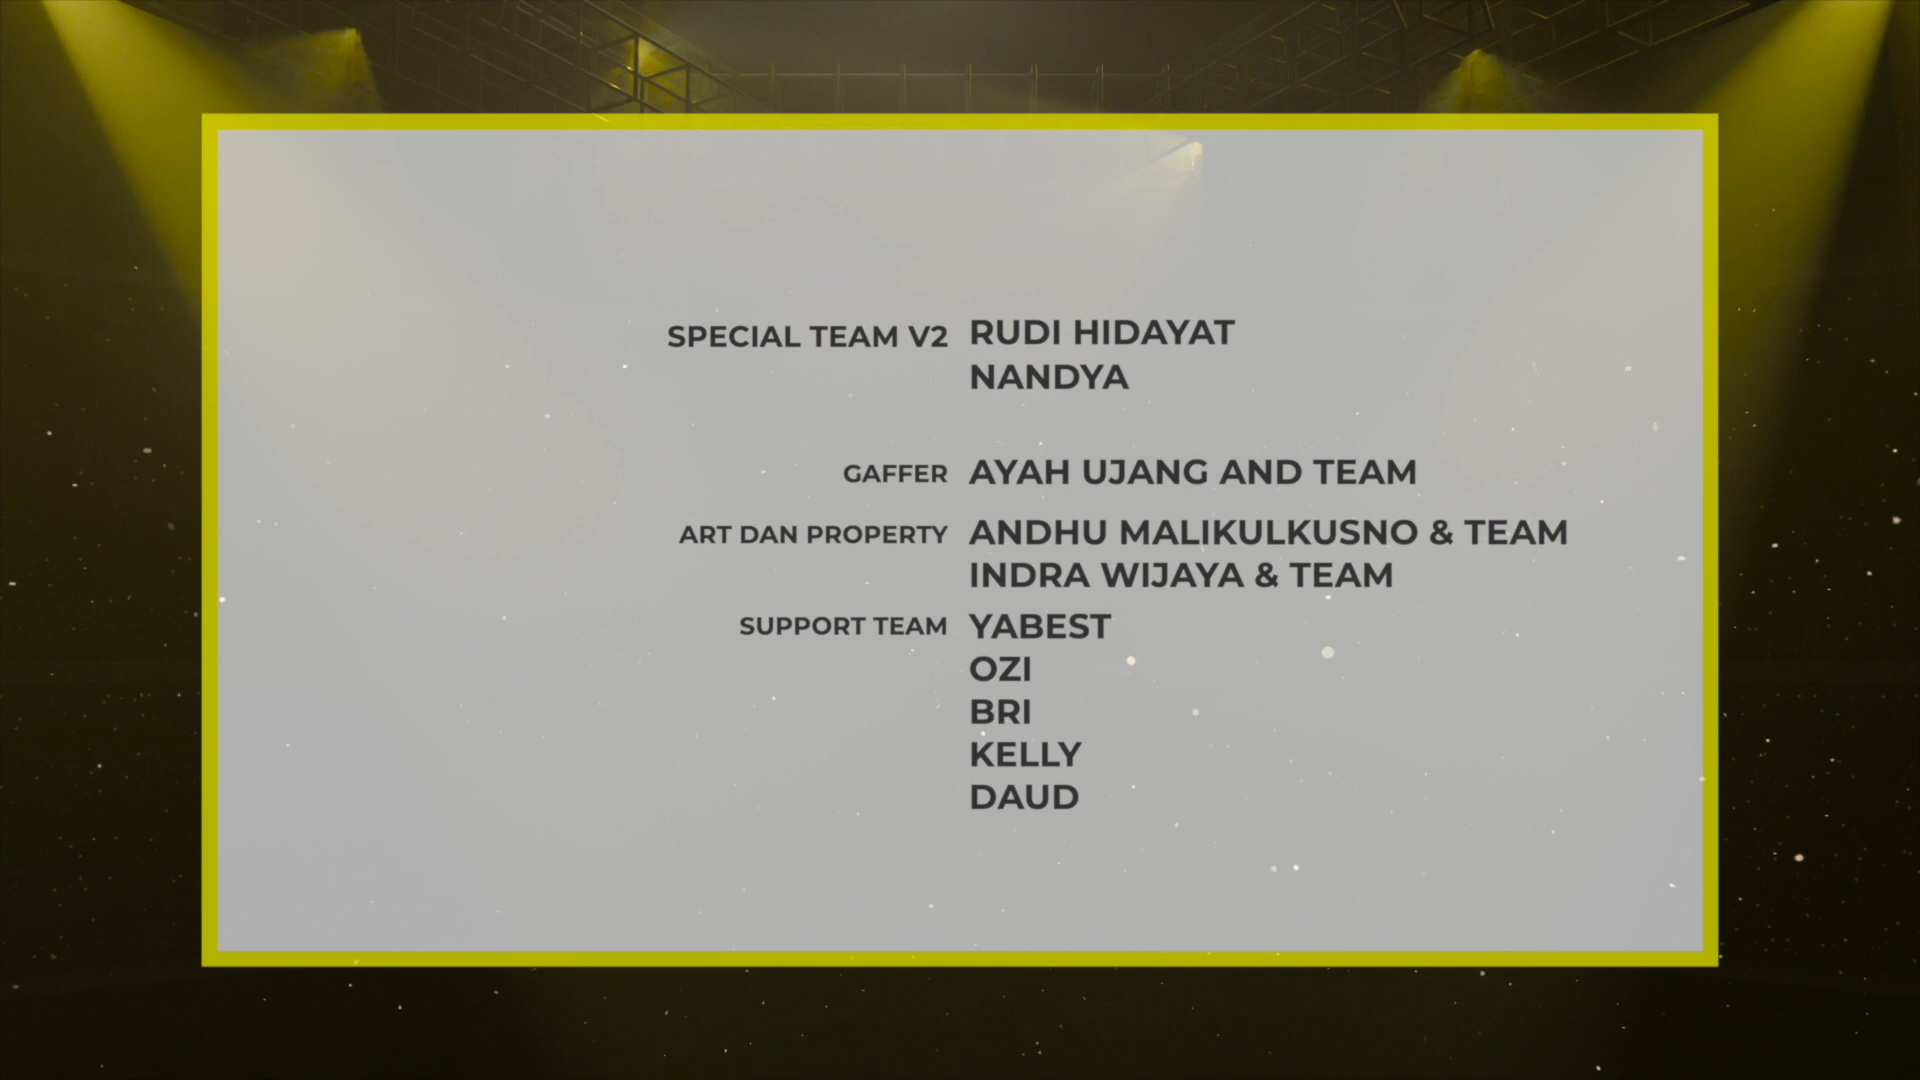 SPECIAL TEAM V2 RUDI HIDAYAT
NANDYA
GAFFER AYAH UJANG AND TEAM
ART DAN PROPERTY ANDHU MALIKULKUSNO & TEAM
INDRA WIJAYA & TEAM
SUPPORT TEAM YABEST
OZI
BRI
KELLY
DAUD